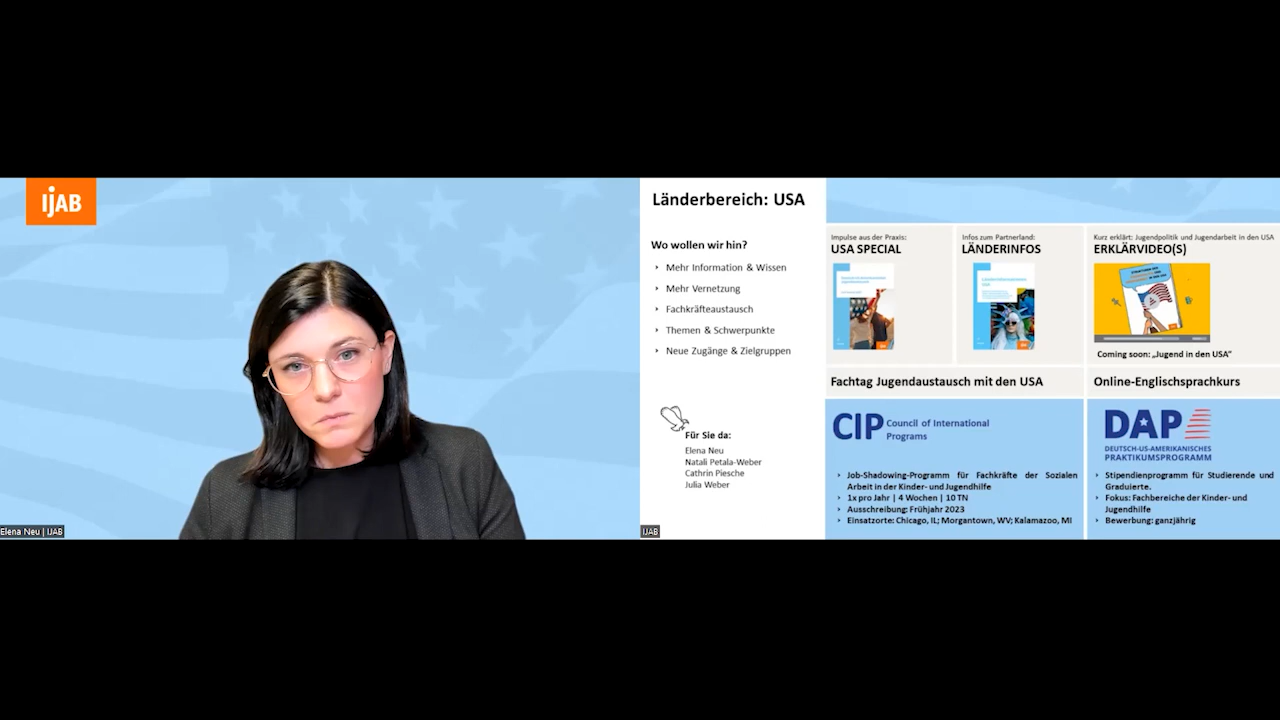 IjAB
Elena Neu | IJAB
Länderbereich: USA
Wo wollen wir hin?
Mehr Information & Wissen
Mehr Vernetzung
Fachkräfteaustausch
Themen & Schwerpunkte
Neue Zugänge & Zielgruppen
Für Sie da:
Elena Neu
Natali Petala-Weber
Cathrin Piesche
Julia Weber
IJAB
Impulse aus der Praxis:
USA SPECIAL
Infos zum Partnerland:
LÄNDERINFOS
Kurz erklärt: Jugendpolitik und Jugendarbeit in den USA
ERKLÄRVIDEO(S)
Coming soon: „Jugend in den USA“
Fachtag Jugendaustausch mit den USA
Online-Englischsprachkurs
CIP Council of International
Programs
Job-Shadowing-Programm für Fachkräfte der Sozialen
Arbeit in der Kinder- und Jugendhilfe
1x pro Jahr | 4 Wochen | 10 TN
Ausschreibung: Frühjahr 2023
Einsatzorte: Chicago, IL; Morgantown, WV; Kalamazoo, MI
DAP
DEUTSCH-US-AMERIKANISCHES
PRAKTIKUMSPROGRAMM
Stipendienprogramm für Studierende und
Graduierte.
Fokus: Fachbereiche der Kinder- und
Jugendhilfe
Bewerbung: ganzjährig